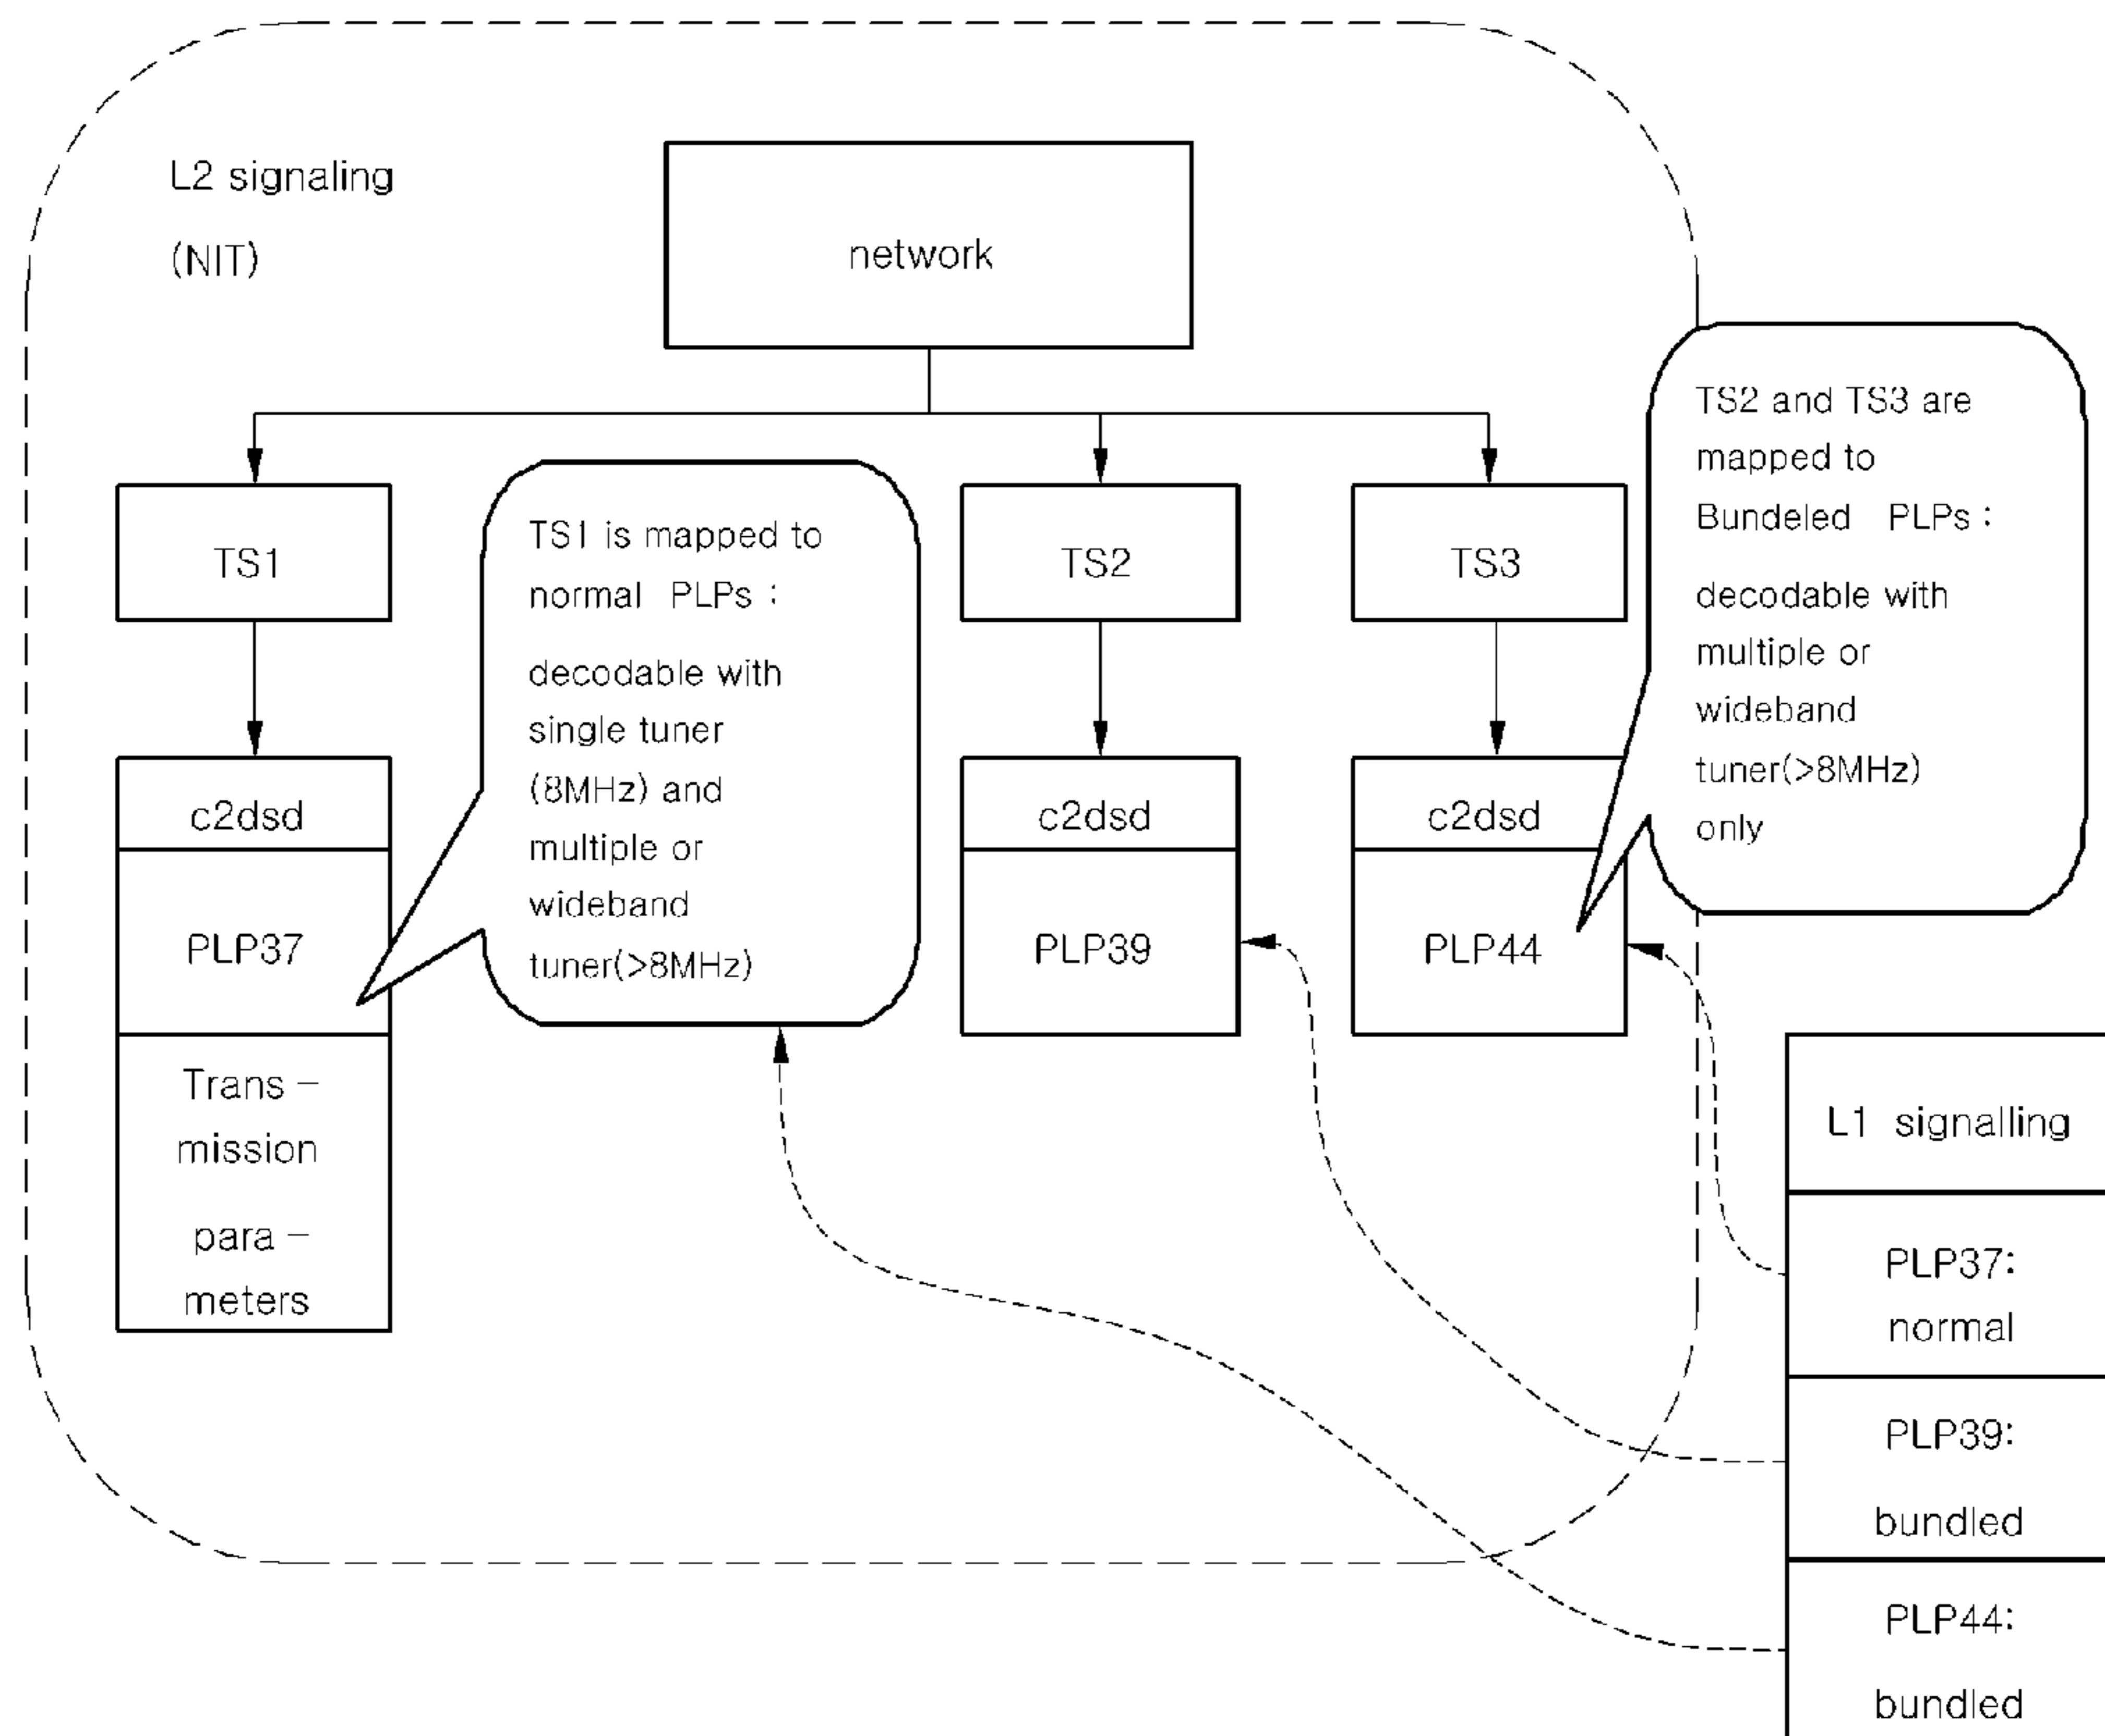 L2 signaling
(NIT)
network
TS1
TS1 is mapped to
normal PLPs :
decodable with
single tuner
(8MHz) and
multiple or
wideband
tuner(>8MHz)
TS2
TS3
TS2 and TS3 are
mapped to
Bundeled PLPs :
decodable with
multiple or
wideband
tuner(>8MHz)
only
c2dsd
PLP37
Trans –
mission
para –
meters
c2dsd
PLP39
c2dsd
PLP44
L1 signalling
PLP37:
normal
PLP39:
bundled
PLP44:
bundled